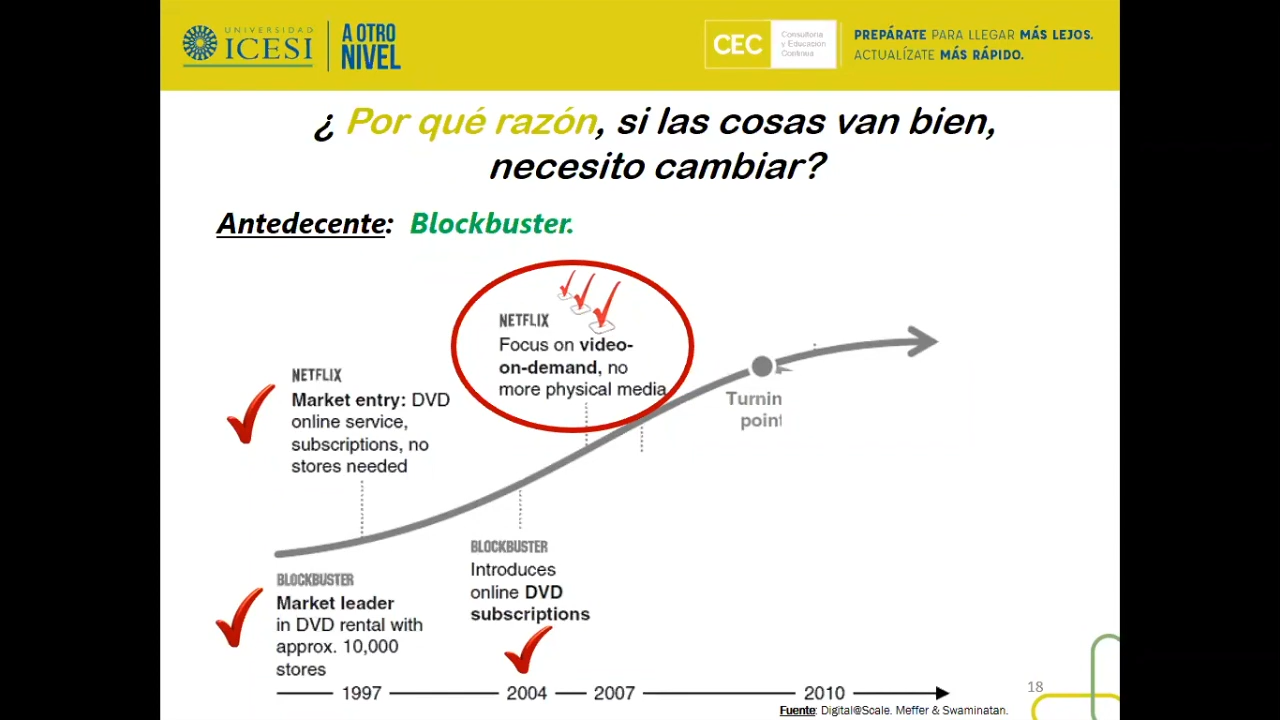 UNIVERSIDAD
ICESI
A OTRO
NIVEL
CEC
Consultoría
y Educación
Continua
PREPÁRATE PARA LLEGAR MÁS LEJOS.
ACTUALÍZATE MÁS RÁPIDO.
¿ Por qué razón, si las cosas van bien,
necesito cambiar?
Antedecente: Blockbuster.
NETFLIX
Focus on video-
on-demand, no
more physical media
NETFLIX
Market entry: DVD
online service,
subscriptions, no
stores needed
Turnin
point
BLOCKBUSTER
Introduces
online DVD
subscriptions
BLOCKBUSTER
Market leader
in DVD rental with
approx. 10,000
stores
1997 2004 2007 2010
18
Fuente: Digital@Scale. Meffer & Swaminatan.